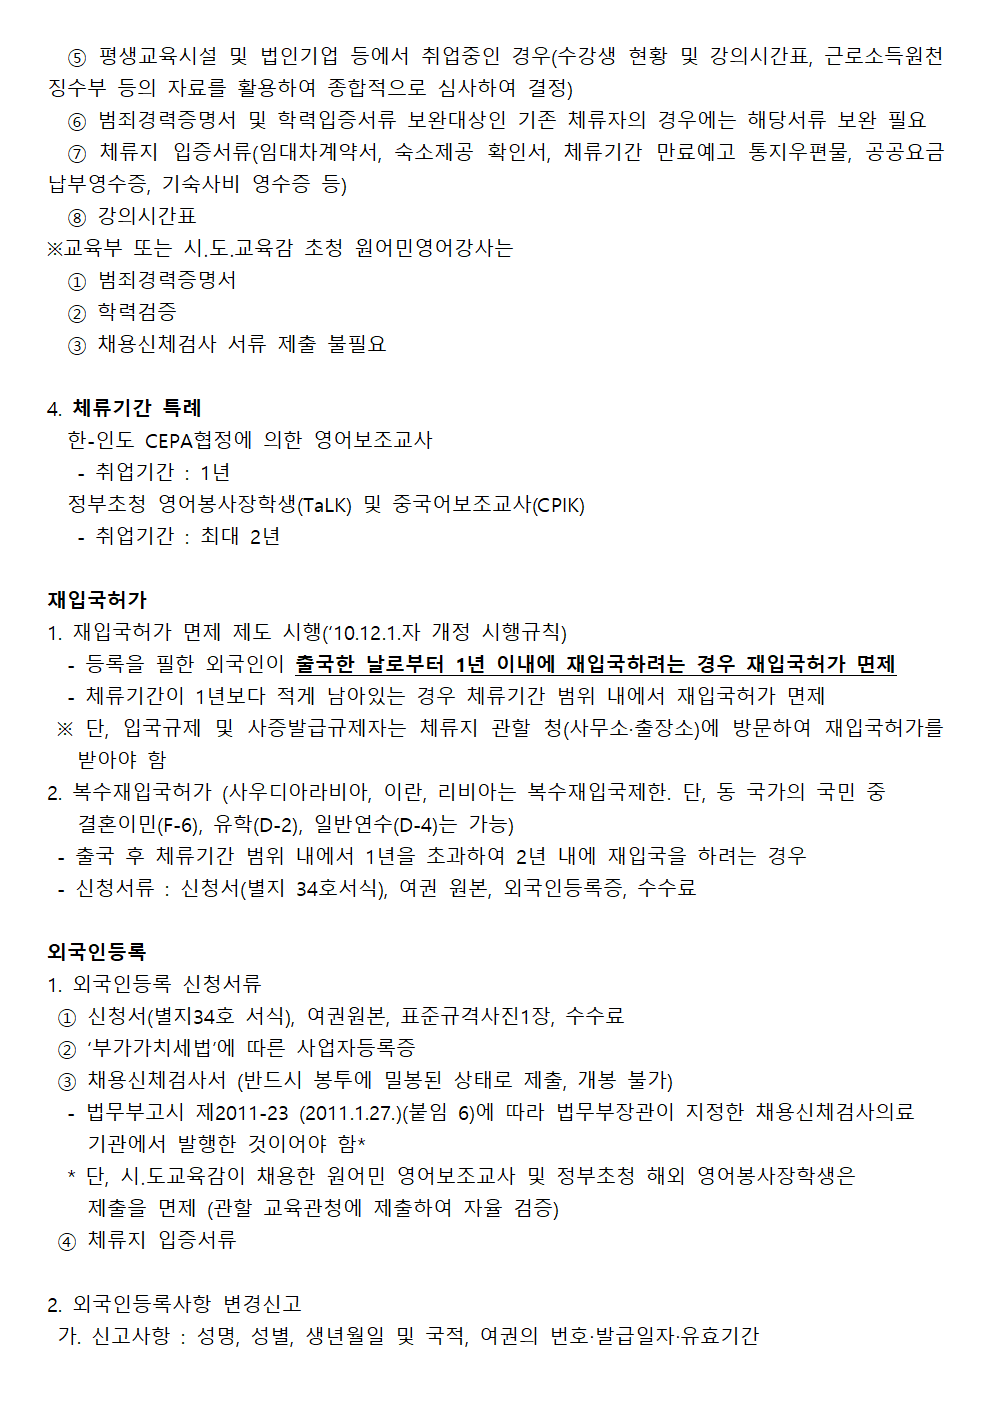 ⑤ 평생교육시설 및 법인기업 등에서 취업중인 경우(수강생 현황 및 강의시간표, 근로소득원천
징수부 등의 자료를 활용하여 종합적으로 심사하여 결정)
⑥ 범죄경력증명서 및 학력입증서류 보완대상인 기존 체류자의 경우에는 해당서류 보완 필요
⑦ 체류지 입증서류(임대차계약서, 숙소제공 확인서, 체류기간 만료예고 통지우편물, 공공요금
납부영수증, 기숙사비 영수증 등)
⑧ 강의시간표
※교육부 또는 시.도.교육감 초청 원어민영어강사는
① 범죄경력증명서
② 학력검증
③ 채용신체검사 서류 제출 불필요
4. 체류기간 특례
한-인도 CEPA협정에 의한 영어보조교사
- 취업기간 : 1년
정부초청 영어봉사장학생(TaLK) 및 중국어보조교사(CPIK)
- 취업기간 : 최대 2년
재입국허가
1. 재입국허가 면제 제도 시행(‘10.12.1.자 개정 시행규칙)
- 등록을 필한 외국인이 출국한 날로부터 1년 이내에 재입국하려는 경우 재입국허가 면제
- 체류기간이 1년보다 적게 남아있는 경우 체류기간 범위 내에서 재입국허가 면제
※ 단, 입국규제 및 사증발급규제자는 체류지 관할 청(사무소·출장소)에 방문하여 재입국허가를
받아야 함
2. 복수재입국허가 (사우디아라비아, 이란, 리비아는 복수재입국제한. 단, 동 국가의 국민 중
결혼이민(F-6), 유학(D-2), 일반연수(D-4)는 가능)
- 출국 후 체류기간 범위 내에서 1년을 초과하여 2년 내에 재입국을 하려는 경우
- 신청서류 : 신청서(별지 34호서식), 여권 원본, 외국인등록증, 수수료
외국인등록
1. 외국인등록 신청서류
① 신청서(별지34호 서식), 여권원본, 표준규격사진1장, 수수료
② ‘부가가치세법’에 따른 사업자등록증
③ 채용신체검사서 (반드시 봉투에 밀봉된 상태로 제출, 개봉 불가)
- 법무부고시 제2011-23 (2011.1.27.)(붙임 6)에 따라 법무부장관이 지정한 채용신체검사의료
기관에서 발행한 것이어야 함*
* 단, 시.도교육감이 채용한 원어민 영어보조교사 및 정부초청 해외 영어봉사장학생은
제출을 면제 (관할 교육관청에 제출하여 자율 검증)
④ 체류지 입증서류
2. 외국인등록사항 변경신고
가. 신고사항 : 성명, 성별, 생년월일 및 국적, 여권의 번호·발급일자·유효기간